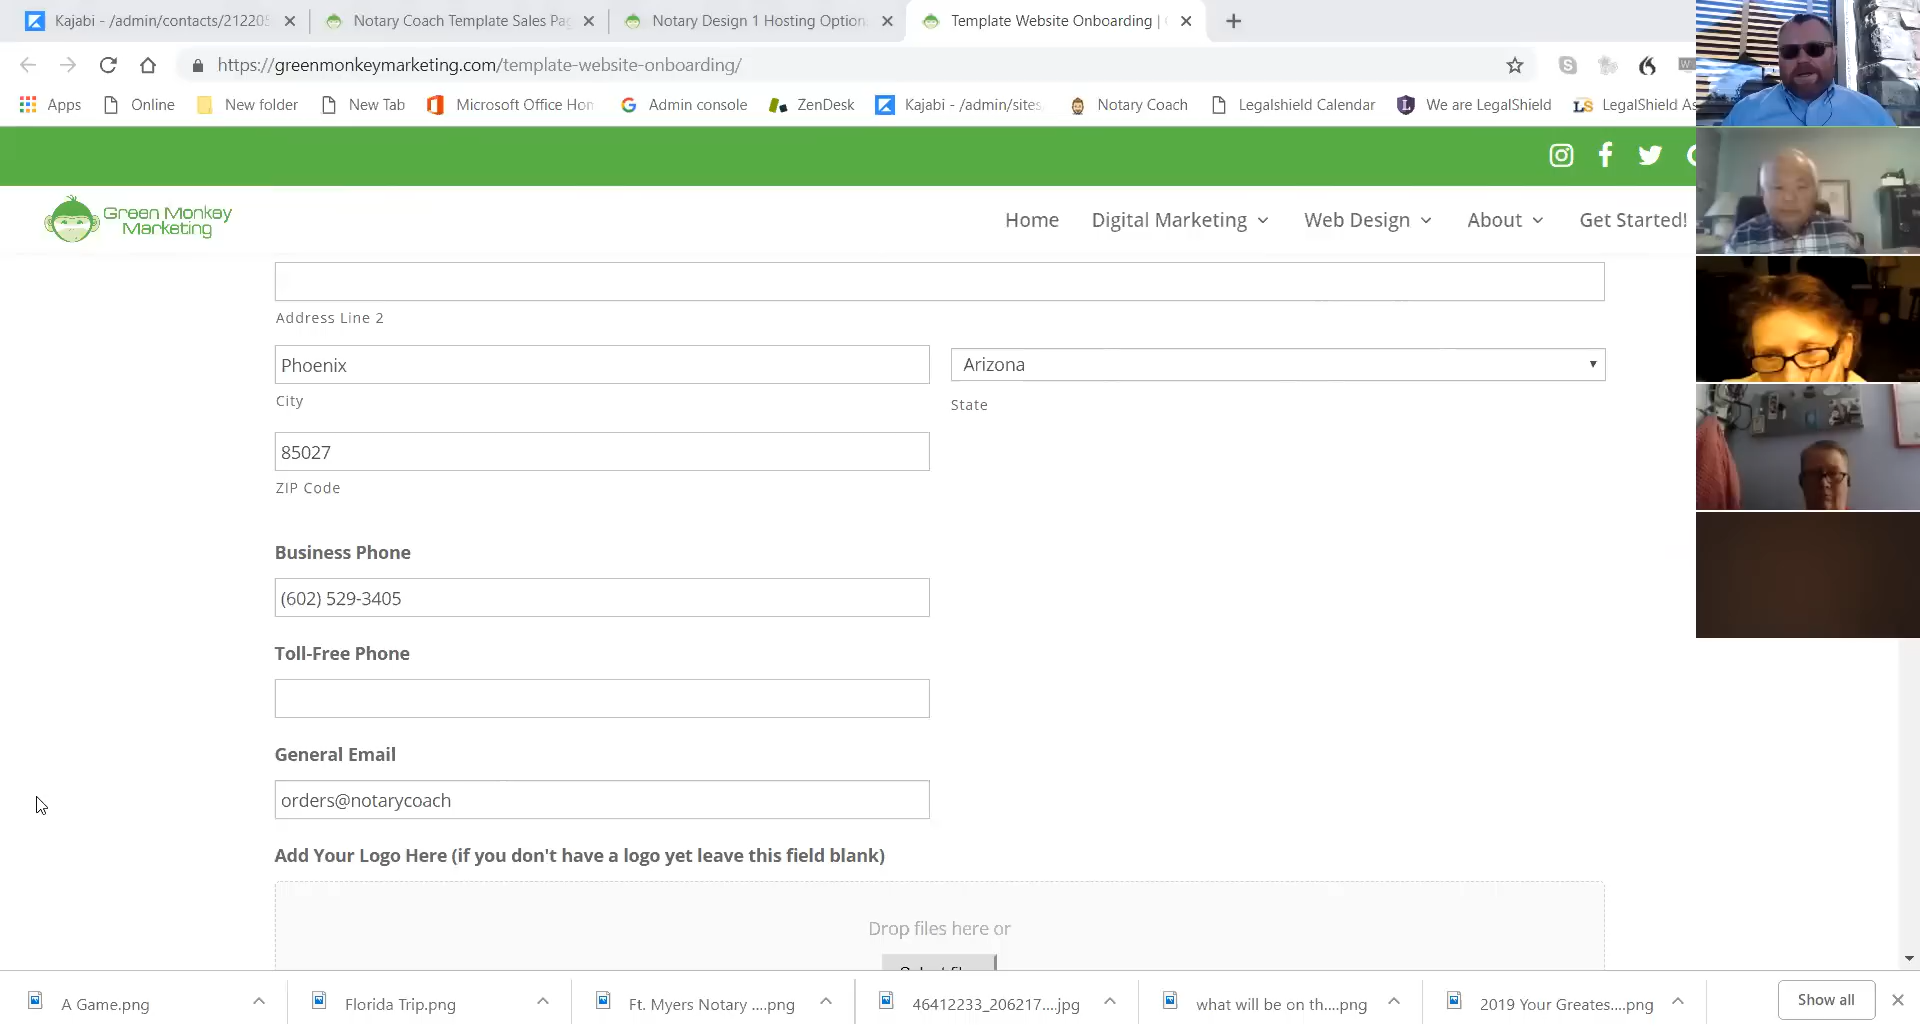 Kajabi - /admin/contacts/21220
Notary Coach Template Sales Pa
Notary Design 1 Hosting Option
Template Website Onboarding |
https://greenmonkeymarketing.com/template-website-onboarding/
Apps
Online
New folder
New Tab
Microsoft Office Hom
Admin console
ZenDesk
Kajabi - /admin/sites
Notary Coach
Legalshield Calendar
We are LegalShield
LegalShield As
Green Monkey
Marketing
Home
Digital Marketing
Web Design
About
Get Started!
Address Line 2
Phoenix
Arizona
City
State
85027
ZIP Code
Business Phone
(602) 529-3405
Toll-Free Phone
General Email
orders@notarycoach
Add Your Logo Here (if you don't have a logo yet leave this field blank)
Drop files here or
A Game.png
Florida Trip.png
Ft. Myers Notary ....png
46412233_206217....jpg
what will be on th....png
2019 Your Greates....png
Show all